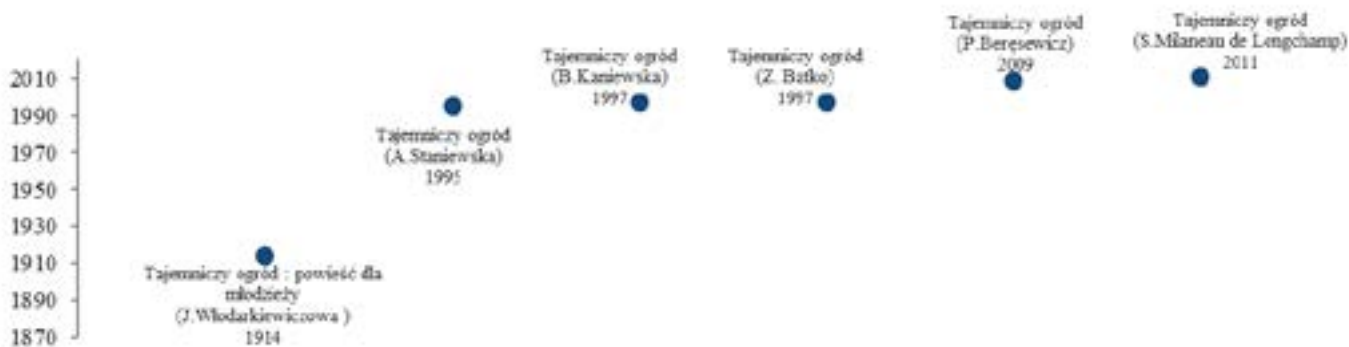 2010
1990
1970
1950
1930
1910
1890
1870
Tajemniczy ogród : powieść dla
młodzieży
(J.Włodarkiewiczowa )
1914
Tajemniczy ogród
(A.Staniewska)
1995
Tajemniczy ogród
(B.Kaniewska)
1997
Tajemniczy ogród
(Z. Batko)
1997
Tajemniczy ogród
(P.Beręsewicz)
2009
Tajemniczy ogród
(S.Milaneau de Longchamp)
2011